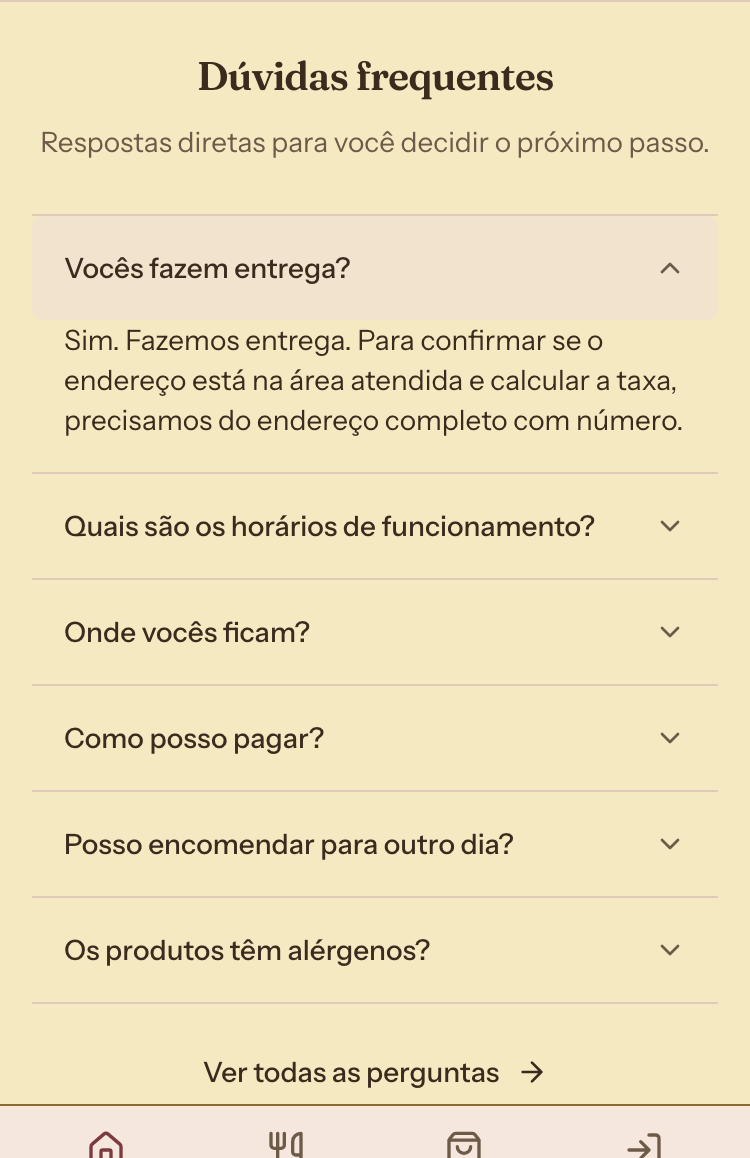 Dúvidas frequentes
Respostas diretas para você decidir o próximo passo.
Vocês fazem entrega?
Sim. Fazemos entrega. Para confirmar se o
endereço está na área atendida e calcular a taxa,
precisamos do endereço completo com número.
Quais são os horários de funcionamento?
Onde vocês ficam?
Como posso pagar?
Posso encomendar para outro dia?
Os produtos têm alérgenos?
Ver todas as perguntas